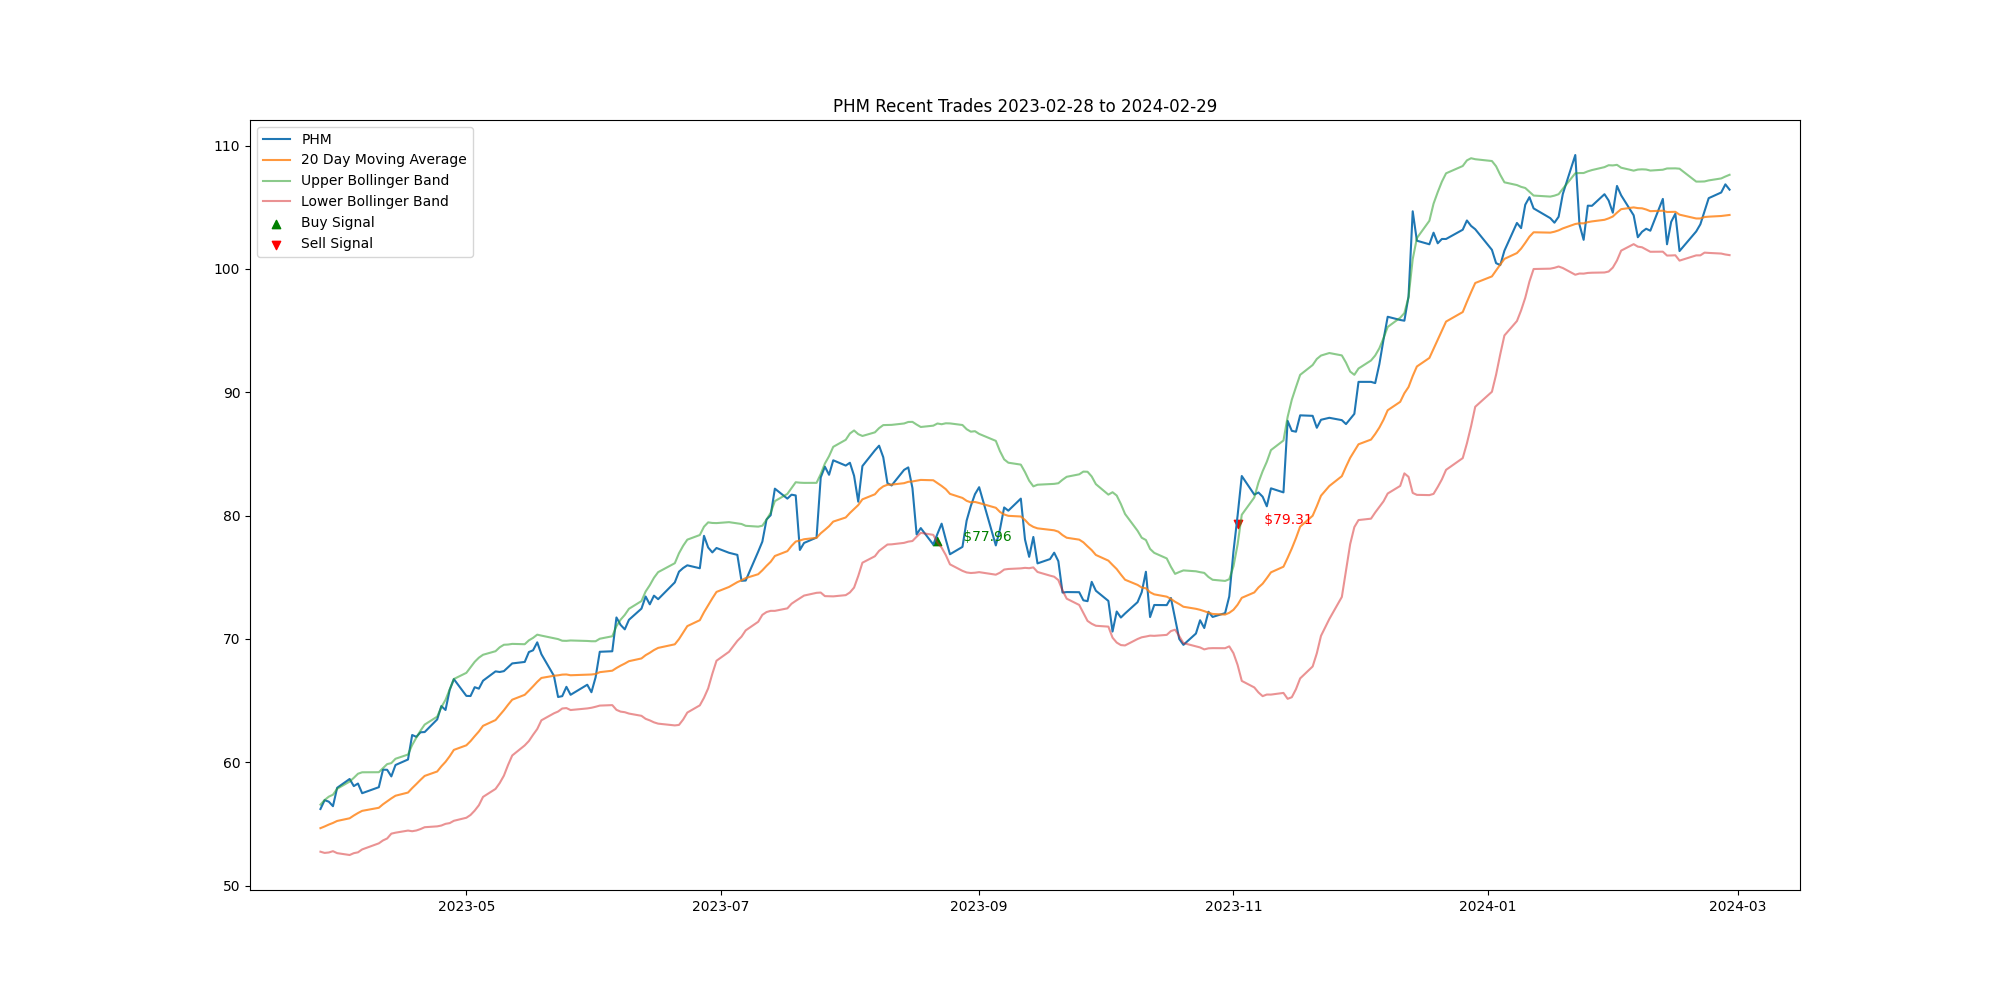 PHM Recent Trades 2023-02-28 to 2024-02-29
PHM
20 Day Moving Average
Upper Bollinger Band
Lower Bollinger Band
Buy Signal
Sell Signal
110
100
90
80
70
60
50
$77.96
$79.31
2023-05
2023-07
2023-09
2023-11
2024-01
2024-03